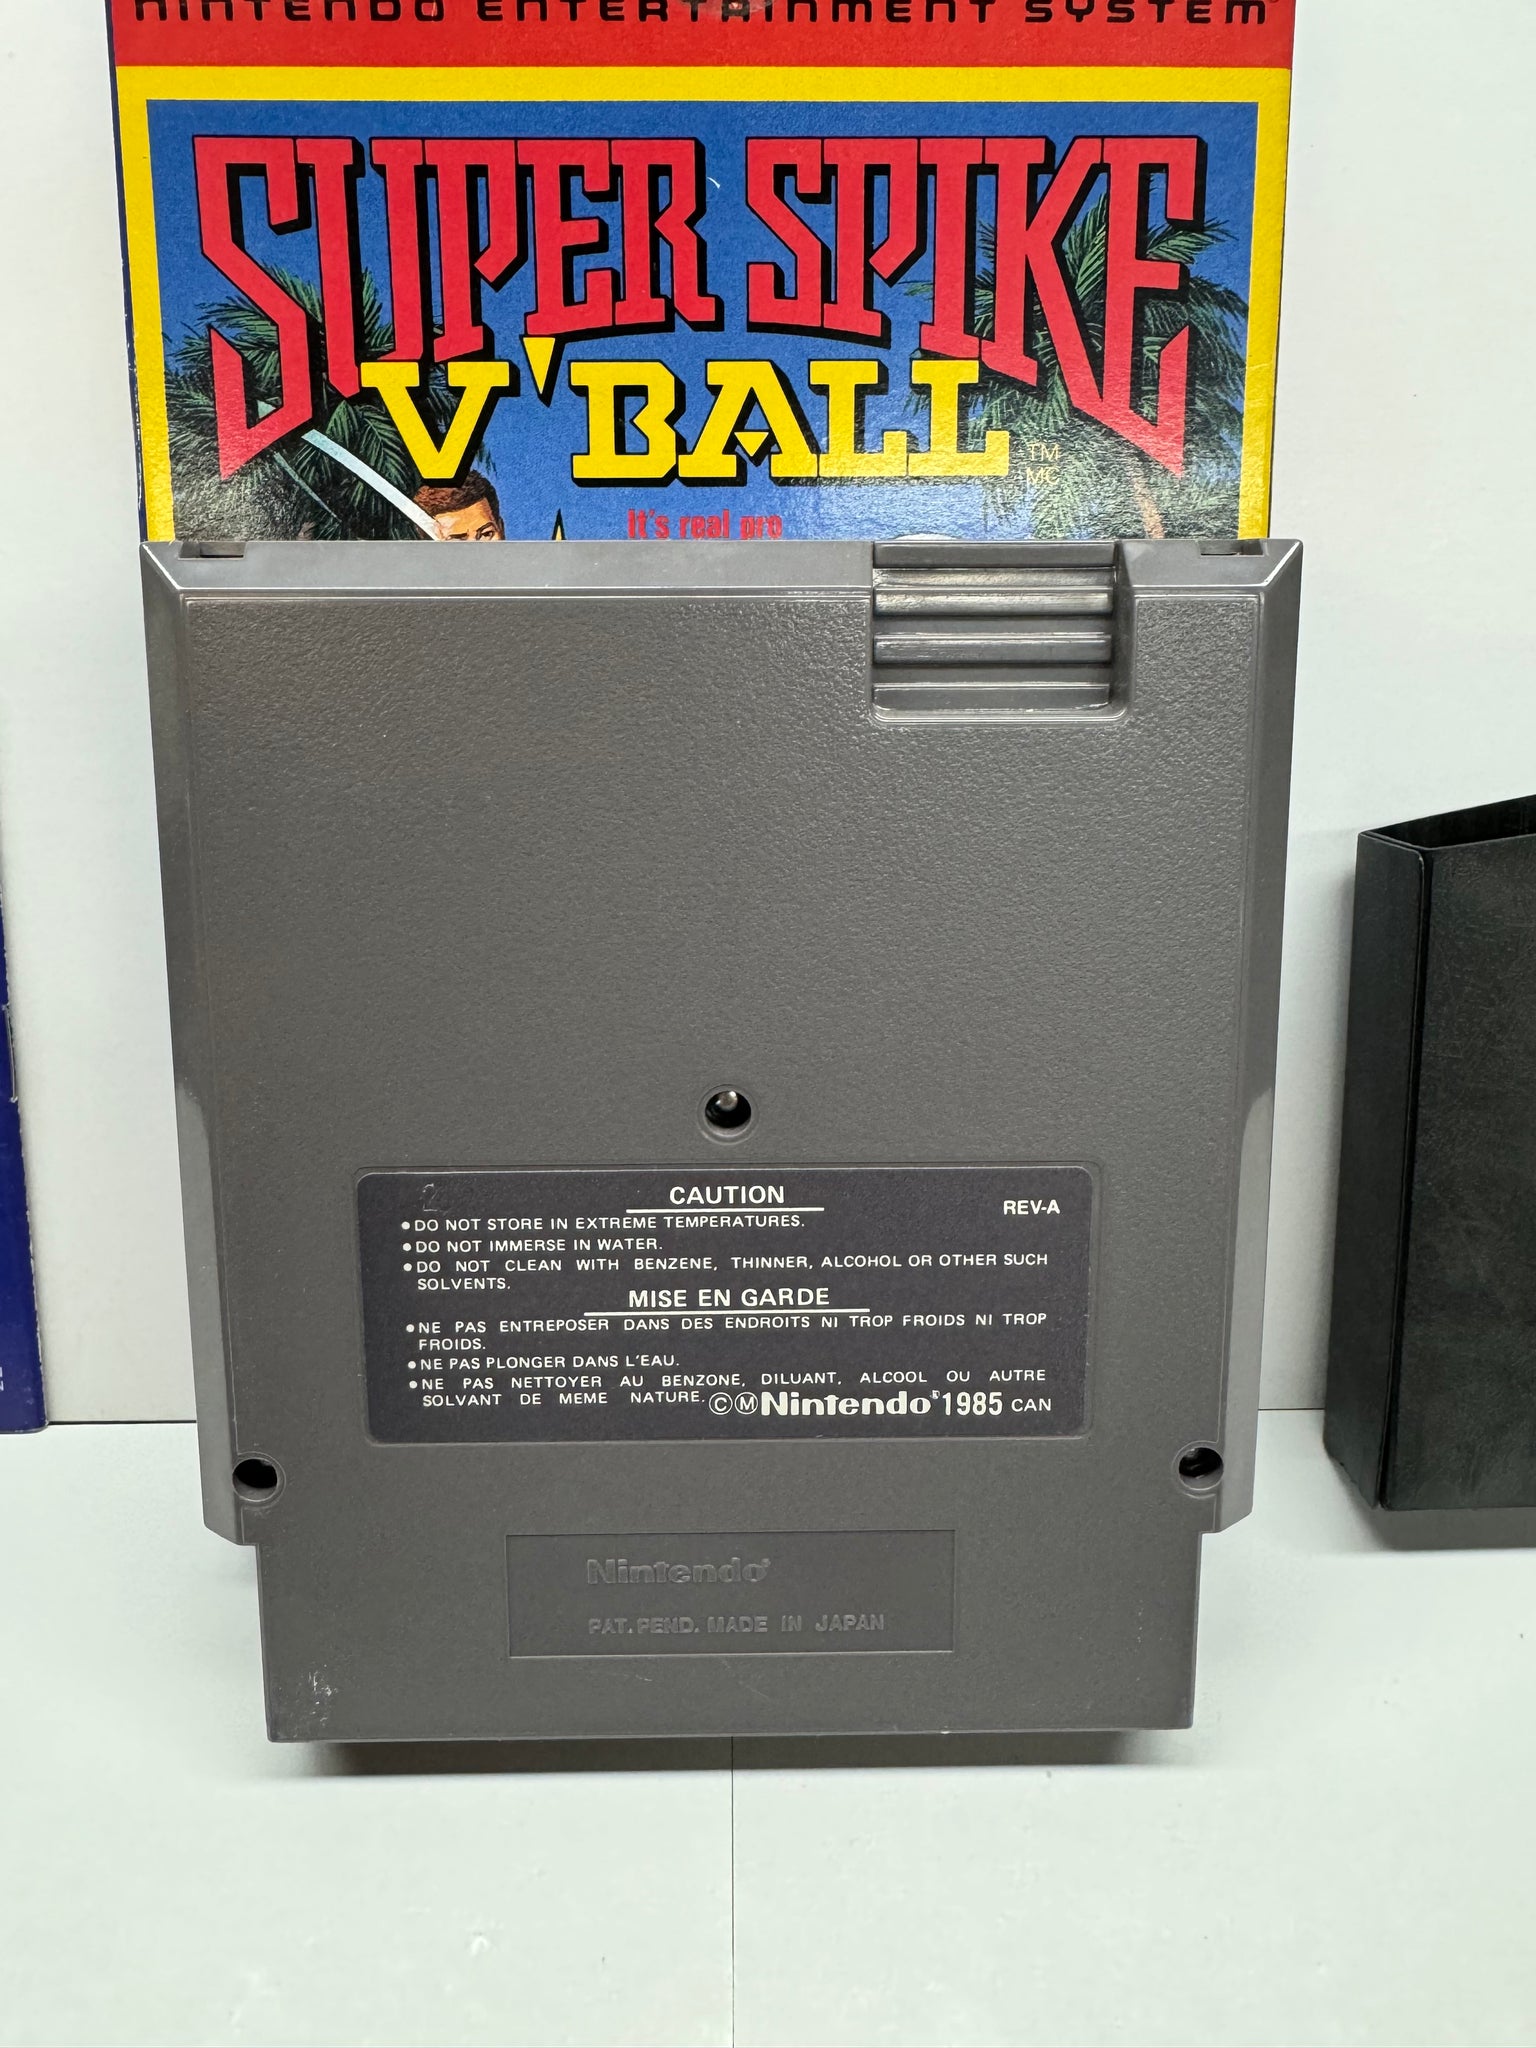 NINTENDO ENTERTAINMENT SYSTEM
SUPER SPIKE
V'BALL
TM
MC
It's real pro
CAUTION
REV-A
•DO NOT STORE IN EXTREME TEMPERATURES.
•DO NOT IMMERSE IN WATER.
•DO NOT CLEAN WITH BENZENE, THINNER, ALCOHOL OR OTHER SUCH
SOLVENTS.
MISE EN GARDE
•NE PAS ENTREPOSER DANS DES ENDROITS NI TROP FROIDS NI TROP
FROIDS.
•NE PAS PLONGER DANS L'EAU.
•NE PAS NETTOYER AU BENZONE, DILUANT, ALCOOL OU AUTRE
SOLVANT DE MEME NATURE. ©Ⓜ Nintendo® 1985 CAN
Nintendo®
PAT. PEND. MADE IN JAPAN